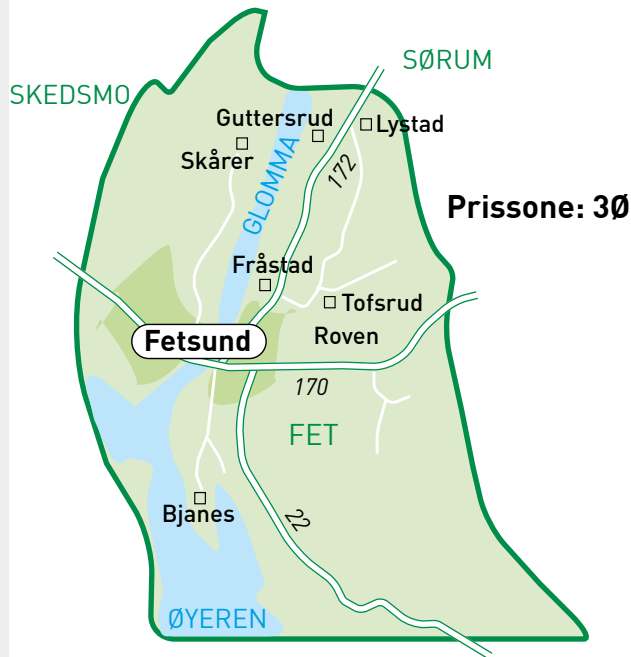 SØRUM
SKEDSMO
Guttersrud
Lystad
Skårer
172
GLOMMA
Prissone: 3Ø
Fråstad
Tofsrud
Fetsund
Roven
170
FET
Bjanes
22
ØYEREN